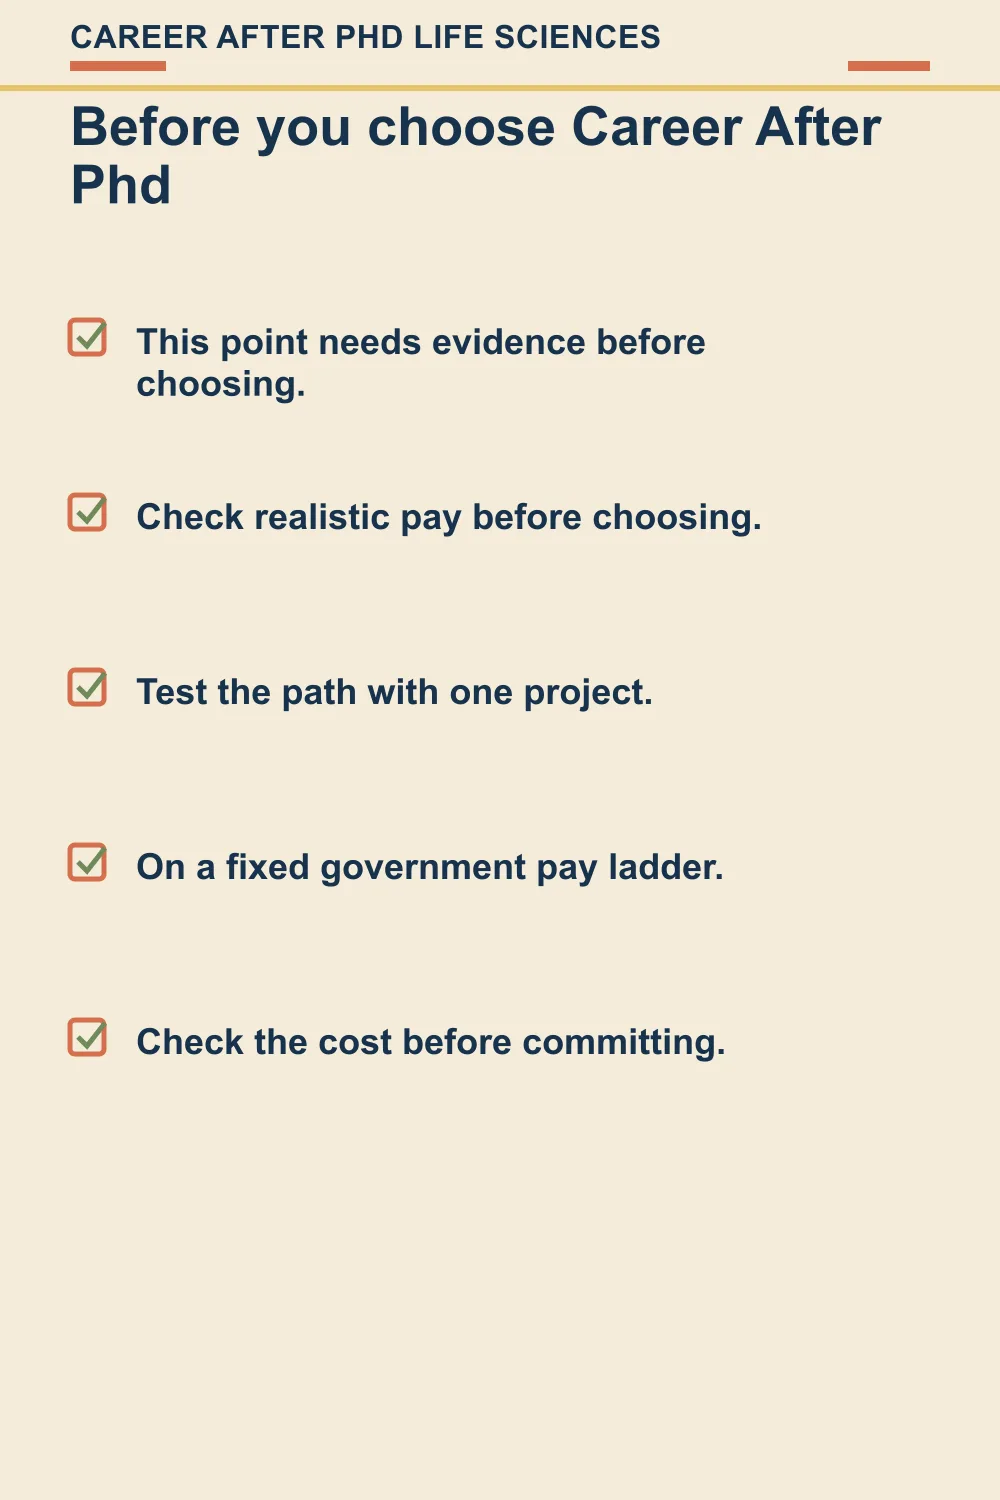 CAREER AFTER PHD LIFE SCIENCES
Before you choose Career After
Phd
This point needs evidence before
choosing.
Check realistic pay before choosing.
Test the path with one project.
On a fixed government pay ladder.
Check the cost before committing.